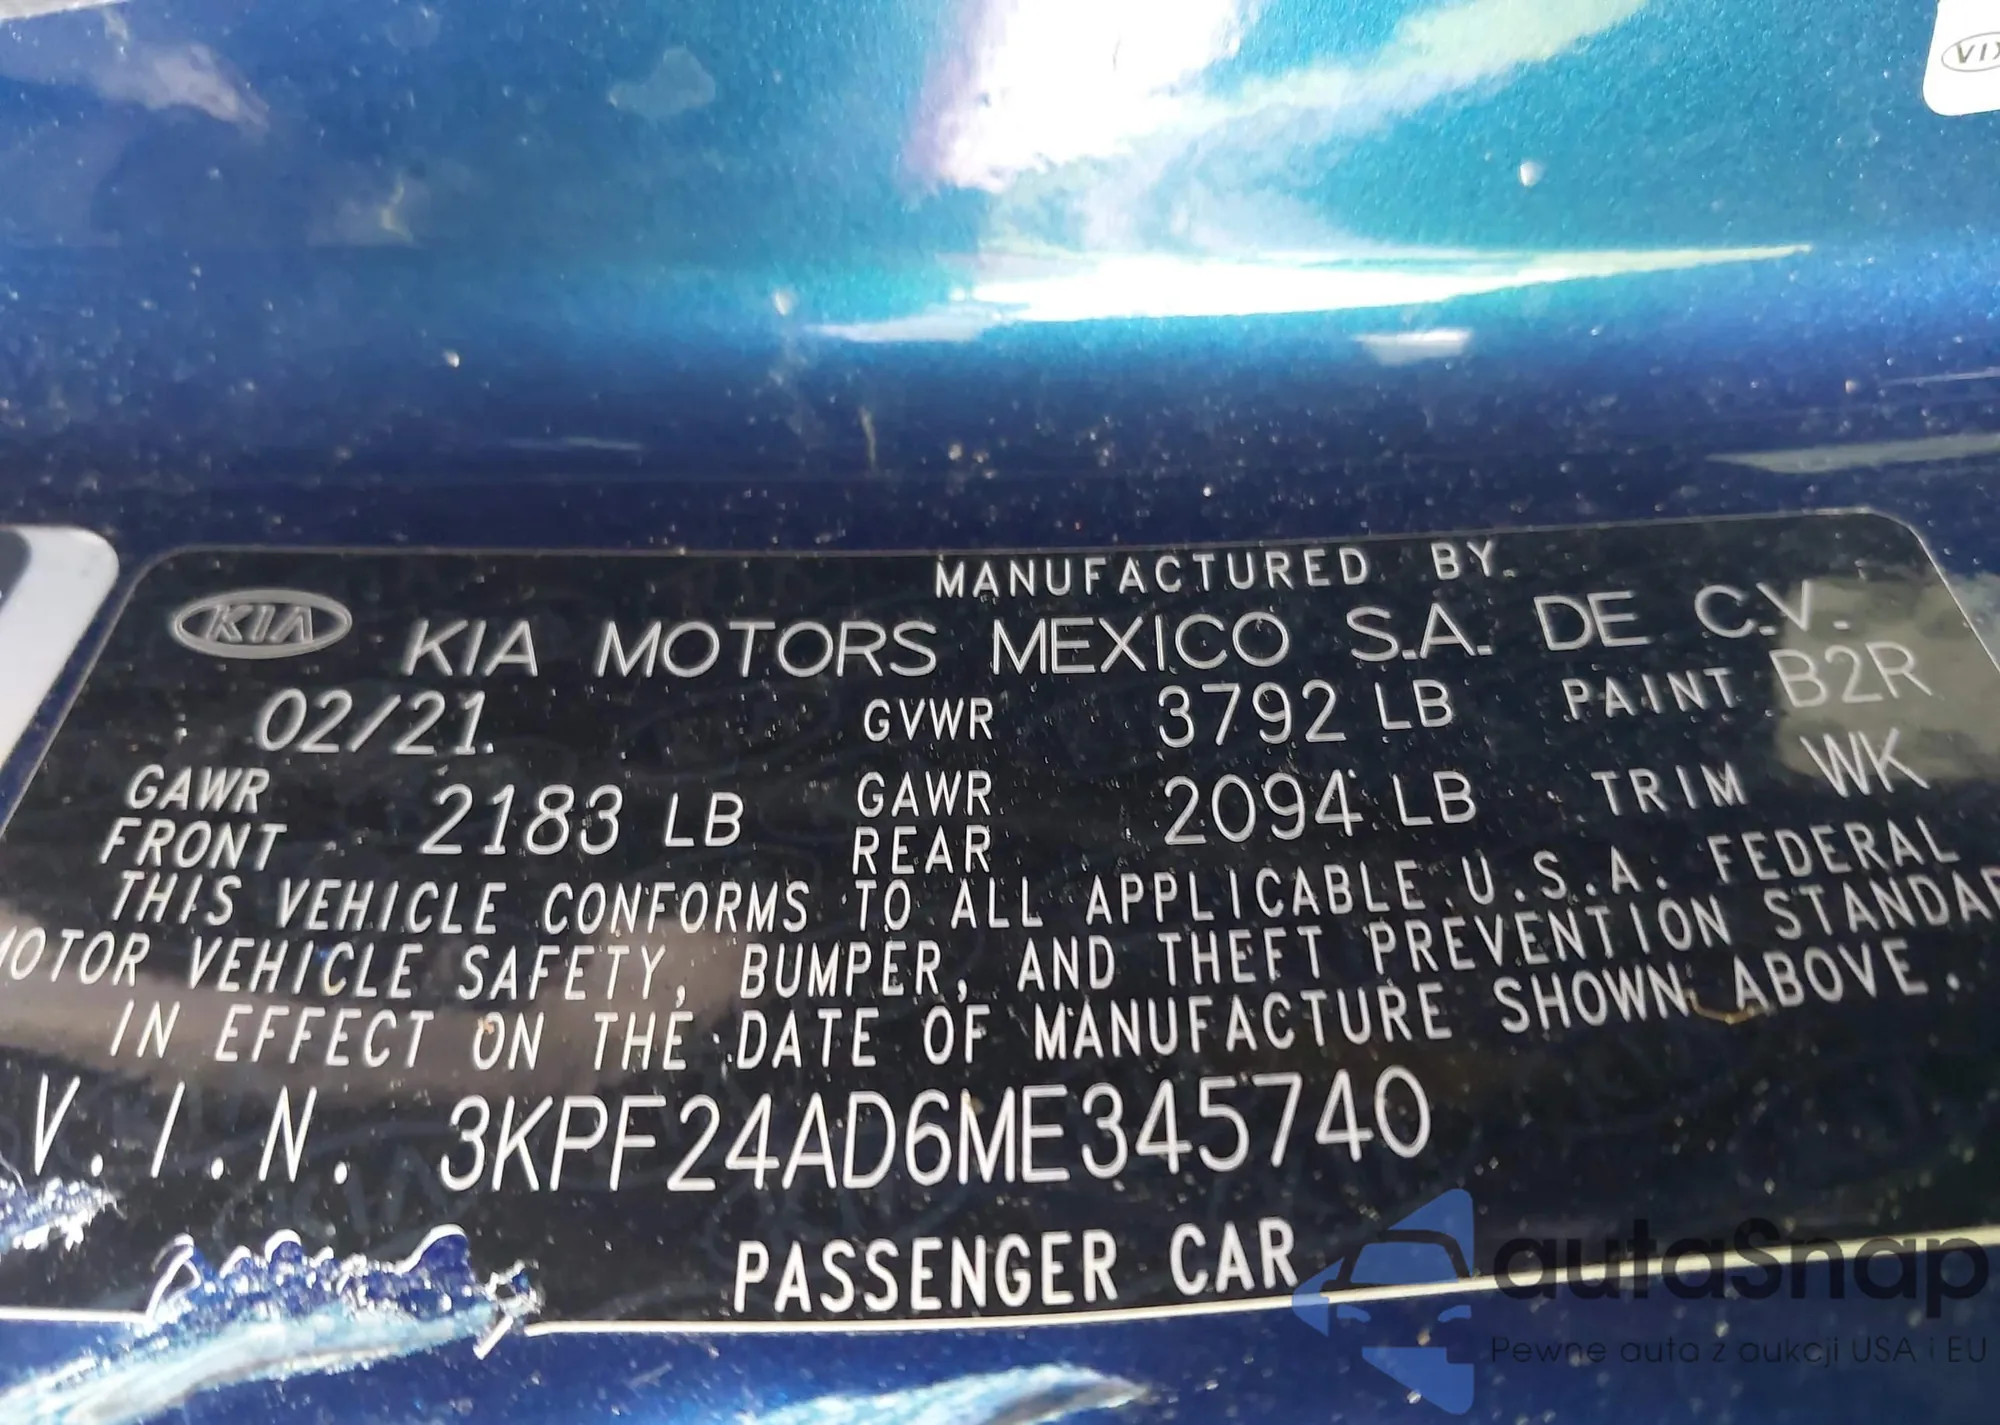 VIX
MANUFACTURED BY
KIA KIA MOTORS MEXICO S.A. DE C.V.
02/21 GVWR 3792 LB PAINT B2R
GAWR FRONT 2183 LB GAWR REAR 2094 LB TRIM WK
THIS VEHICLE CONFORMS TO ALL APPLICABLE U.S.A. FEDERAL
MOTOR VEHICLE SAFETY, BUMPER, AND THEFT PREVENTION STANDAR
IN EFFECT ON THE DATE OF MANUFACTURE SHOWN ABOVE.
V.I.N. 3KPF24AD6ME345740
PASSENGER CAR
autaSnap
Pewne auta z aukcji USA i EU